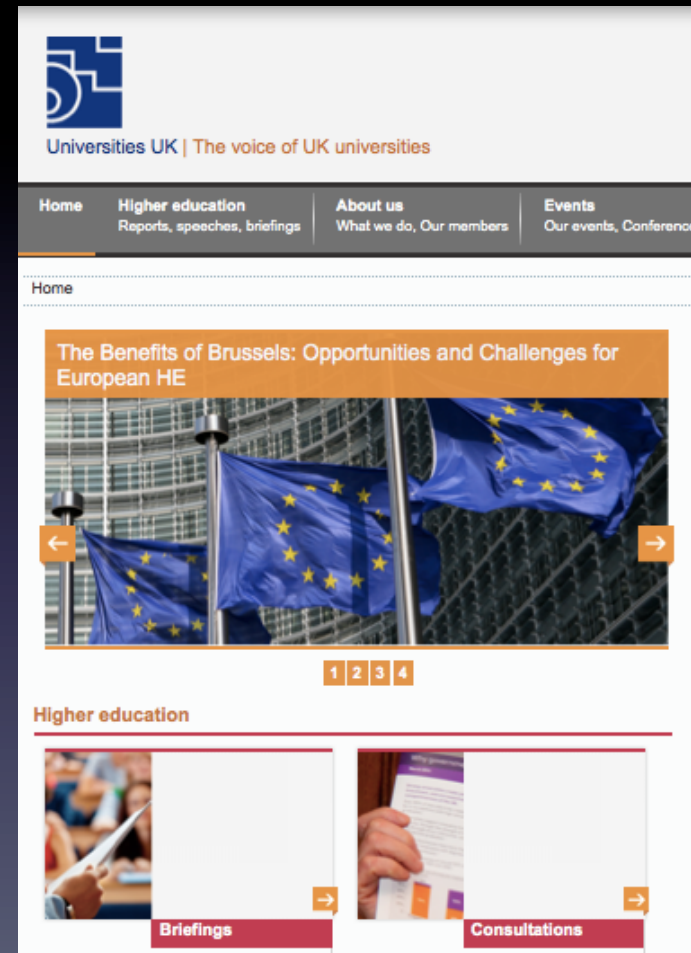 Universities UK | The voice of UK universities
Home
Higher education
Reports, speeches, briefings
About us
What we do, Our members
Events
Our events, Conference
Home
The Benefits of Brussels: Opportunities and Challenges for
European HE
1 2 3 4
Higher education
Briefings
Consultations